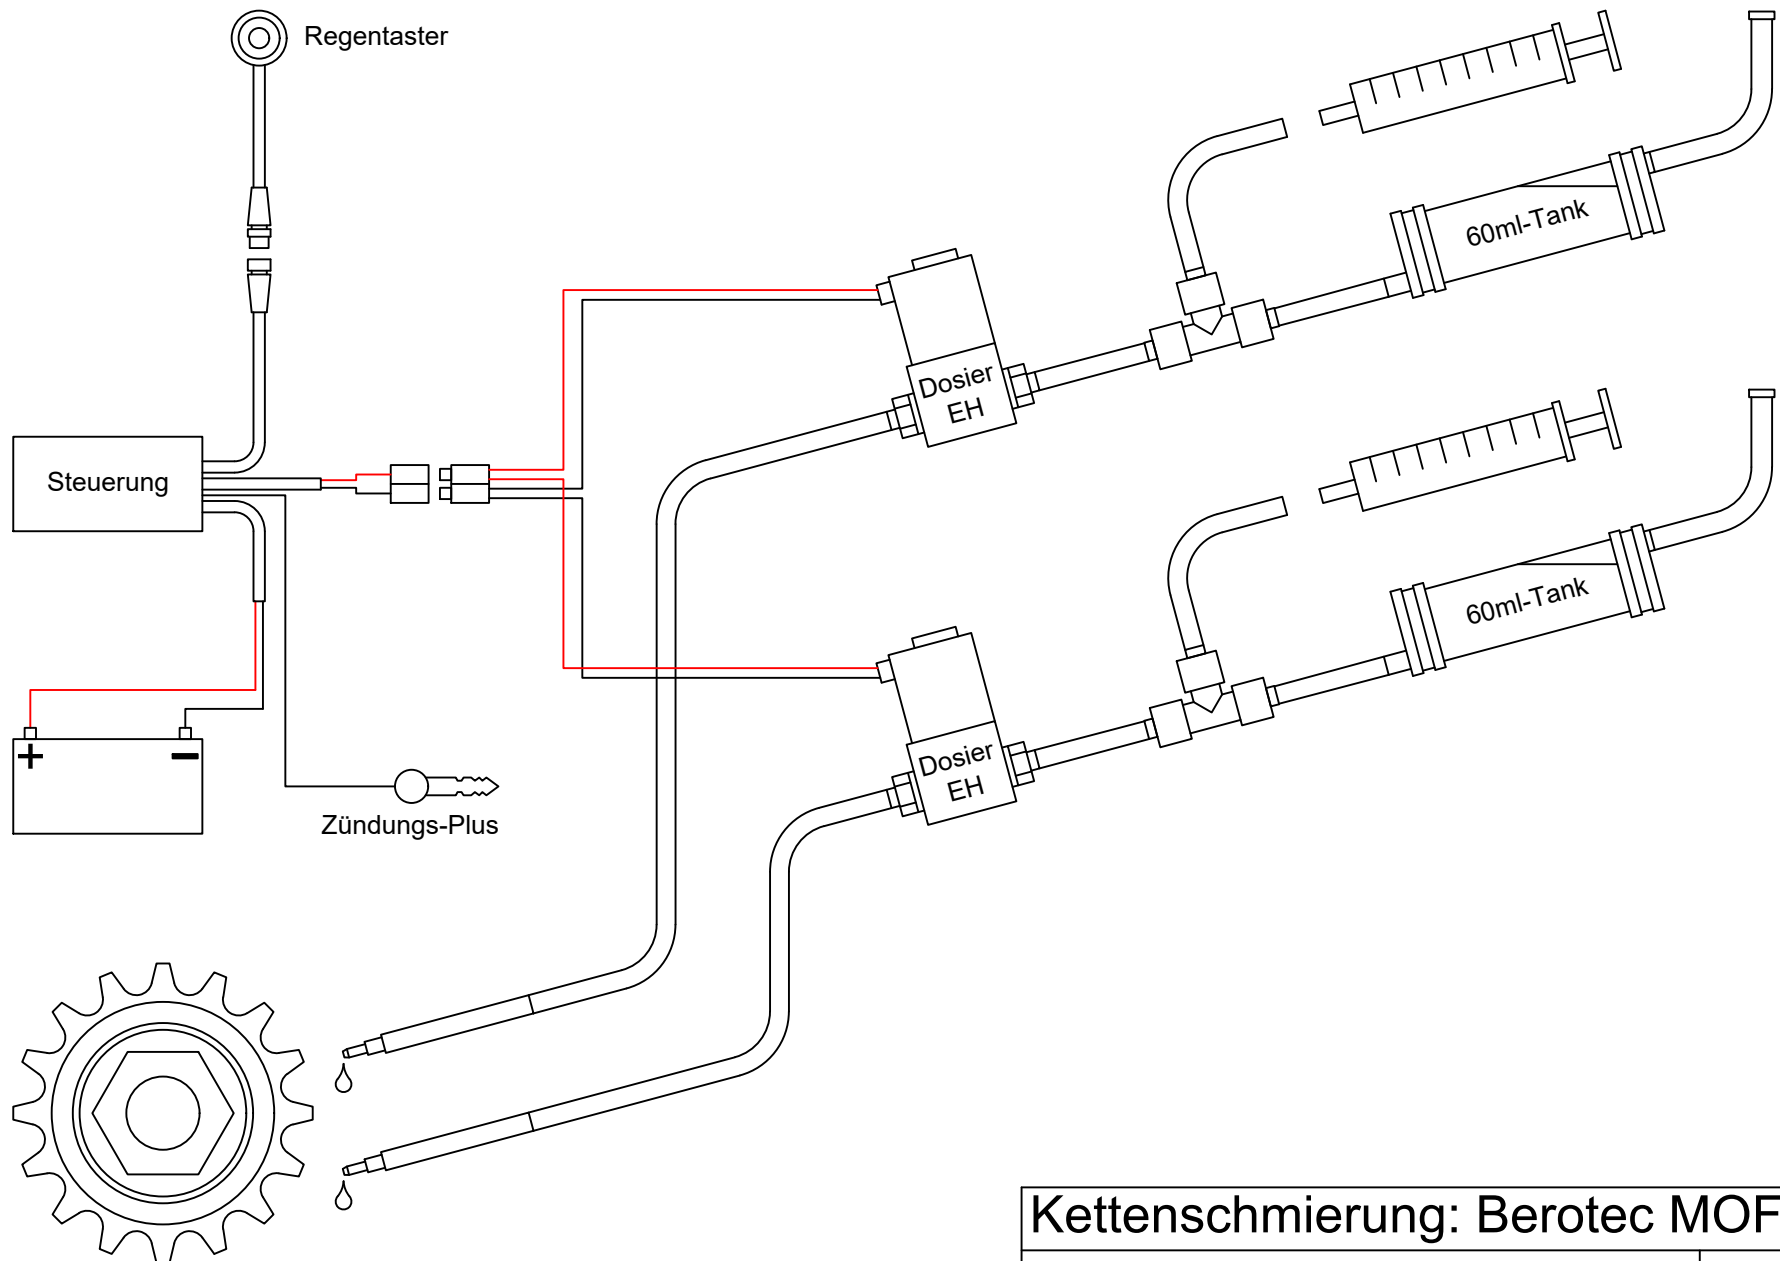 Regentaster
60ml-Tank
Dosier
EH
Steuerung
60ml-Tank
Dosier
EH
+
−
Zündungs-Plus
Kettenschmierung: Berotec MOF